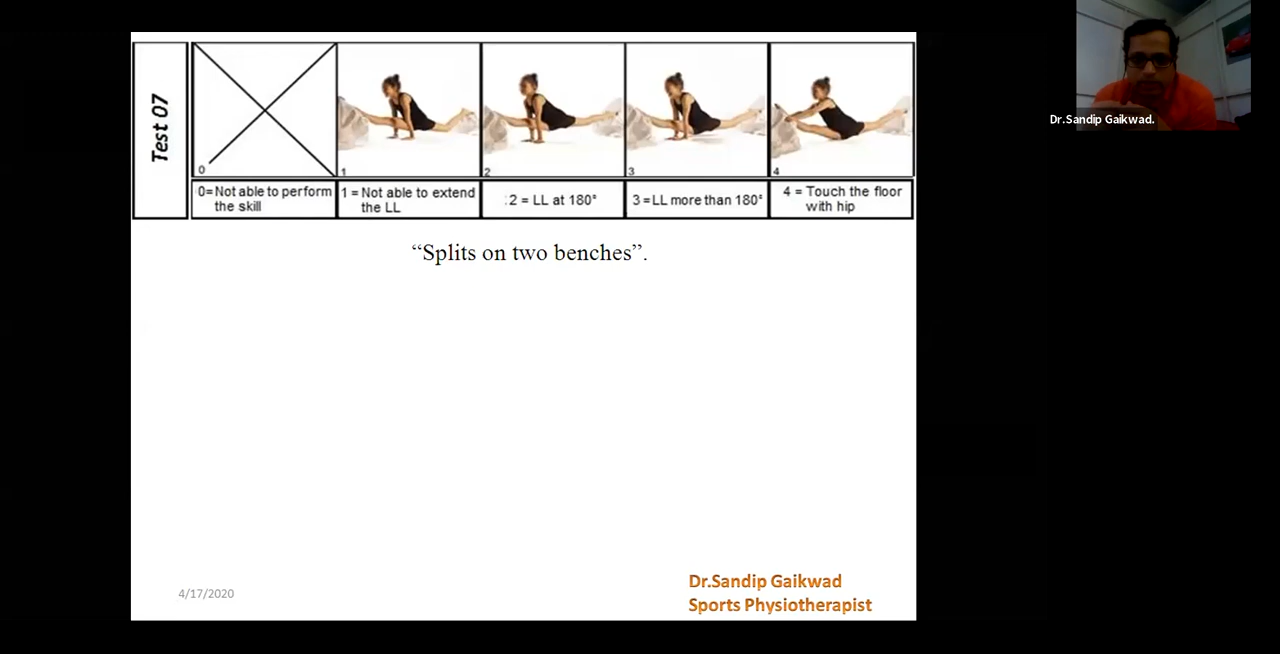 Test 07
0
1
2
3
4
0= Not able to perform
the skill
1 = Not able to extend
the LL
:2 = LL at 180°
3 =LL more than 180°
4 = Touch the floor
with hip
“Splits on two benches”.
4/17/2020
Dr.Sandip Gaikwad
Sports Physiotherapist
Dr.Sandip Gaikwad.